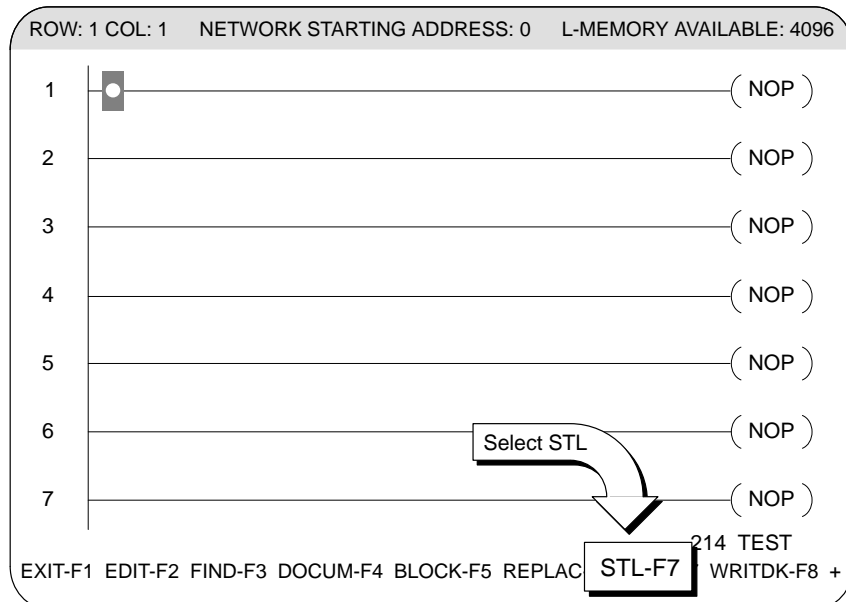 ROW: 1 COL: 1 NETWORK STARTING ADDRESS: 0 L-MEMORY AVAILABLE: 4096
1 ( NOP )
2 ( NOP )
3 ( NOP )
4 ( NOP )
5 ( NOP )
6 ( NOP )
Select STL
7 ( NOP )
214 TEST
EXIT-F1 EDIT-F2 FIND-F3 DOCUM-F4 BLOCK-F5 REPLAC STL-F7 WRITDK-F8 +